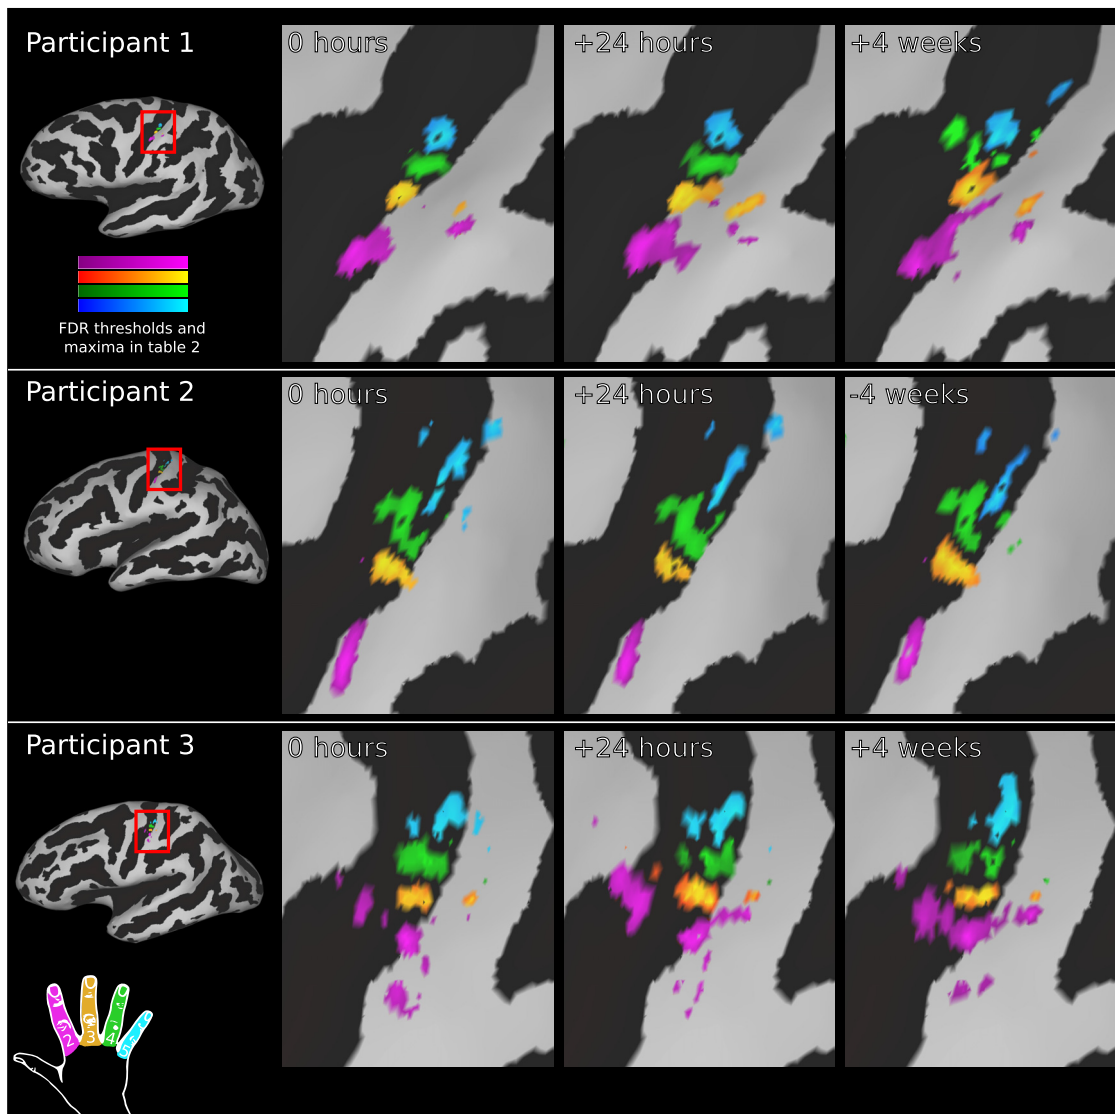 Participant 1
0 hours
+24 hours
+4 weeks
FDR thresholds and
maxima in table 2
Participant 2
0 hours
+24 hours
-4 weeks
Participant 3
0 hours
+24 hours
+4 weeks
2
3
4
5